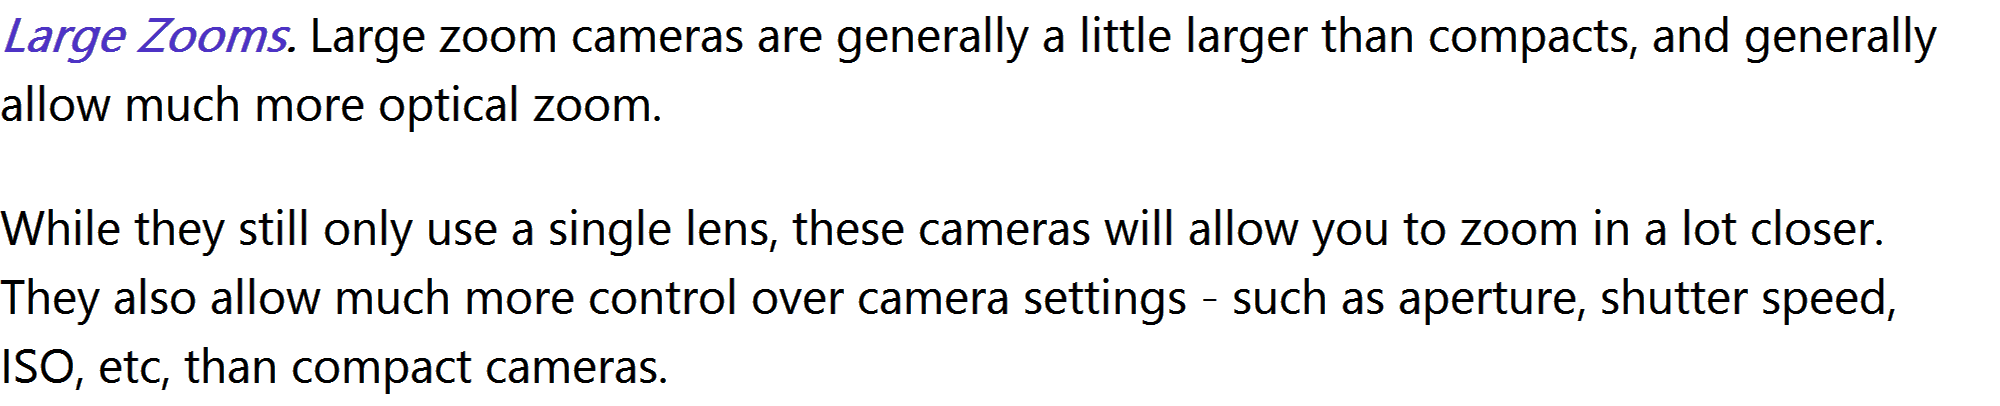 Large Zooms. Large zoom cameras are generally a little larger than compacts, and generally
allow much more optical zoom.
While they still only use a single lens, these cameras will allow you to zoom in a lot closer.
They also allow much more control over camera settings - such as aperture, shutter speed,
ISO, etc, than compact cameras.